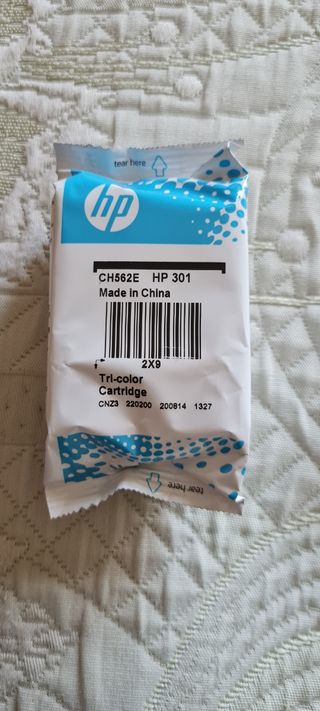 tear here
hp
CH562E HP 301
Made in China
2X9
Tri-color
Cartridge
CNZ3 220200 200814 1327
tear here